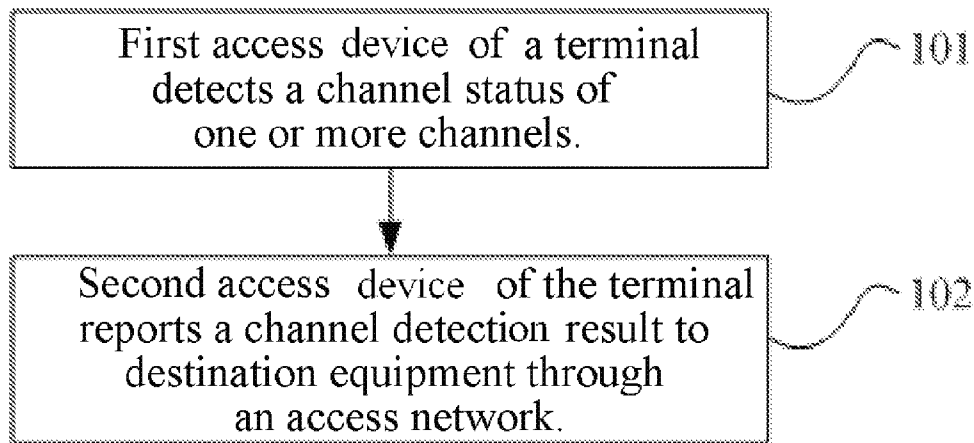 First access device of a terminal
detects a channel status of
one or more channels.
101
Second access device of the terminal
reports a channel detection result to
destination equipment through
an access network.
102